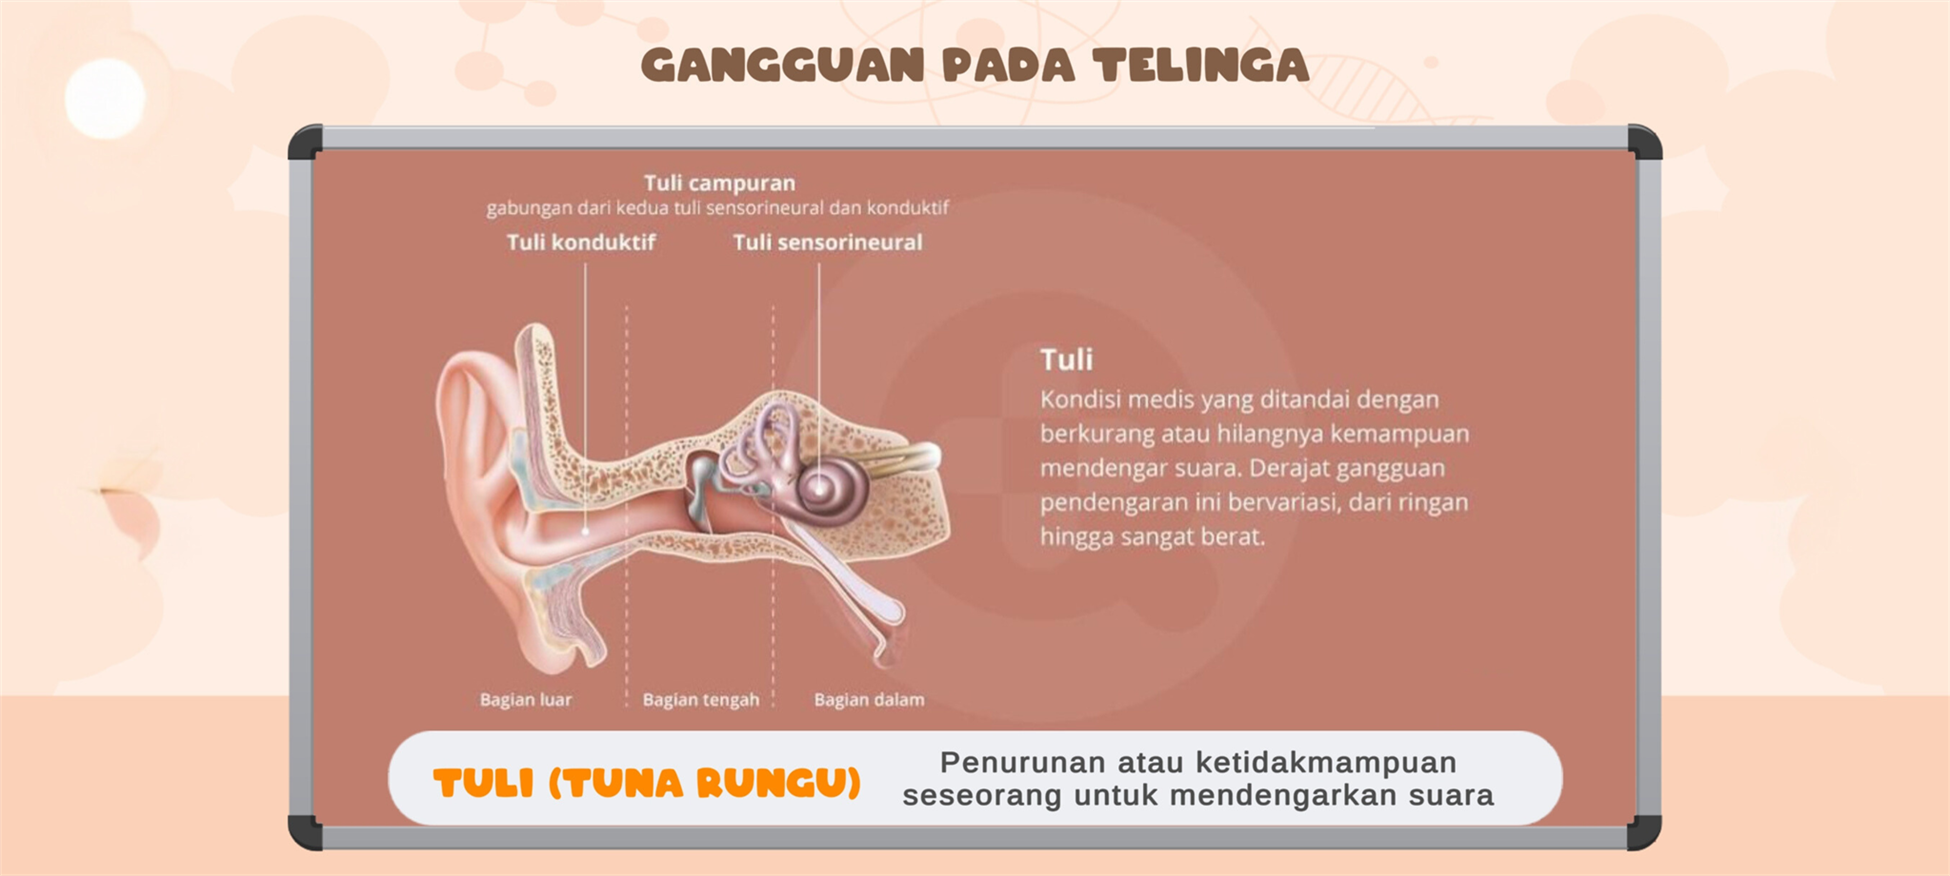 GANGGUAN PADA TELINGA
Tuli campuran
gabungan dari kedua tuli sensorineural dan konduktif
Tuli konduktif
Tuli sensorineural
Tuli
Kondisi medis yang ditandai dengan
berkurang atau hilangnya kemampuan
mendengar suara. Derajat gangguan
pendengaran ini bervariasi, dari ringan
hingga sangat berat.
Bagian luar
Bagian tengah
Bagian dalam
TULI (TUNA RUNGU)
Penurunan atau ketidakmampuan
seseorang untuk mendengarkan suara